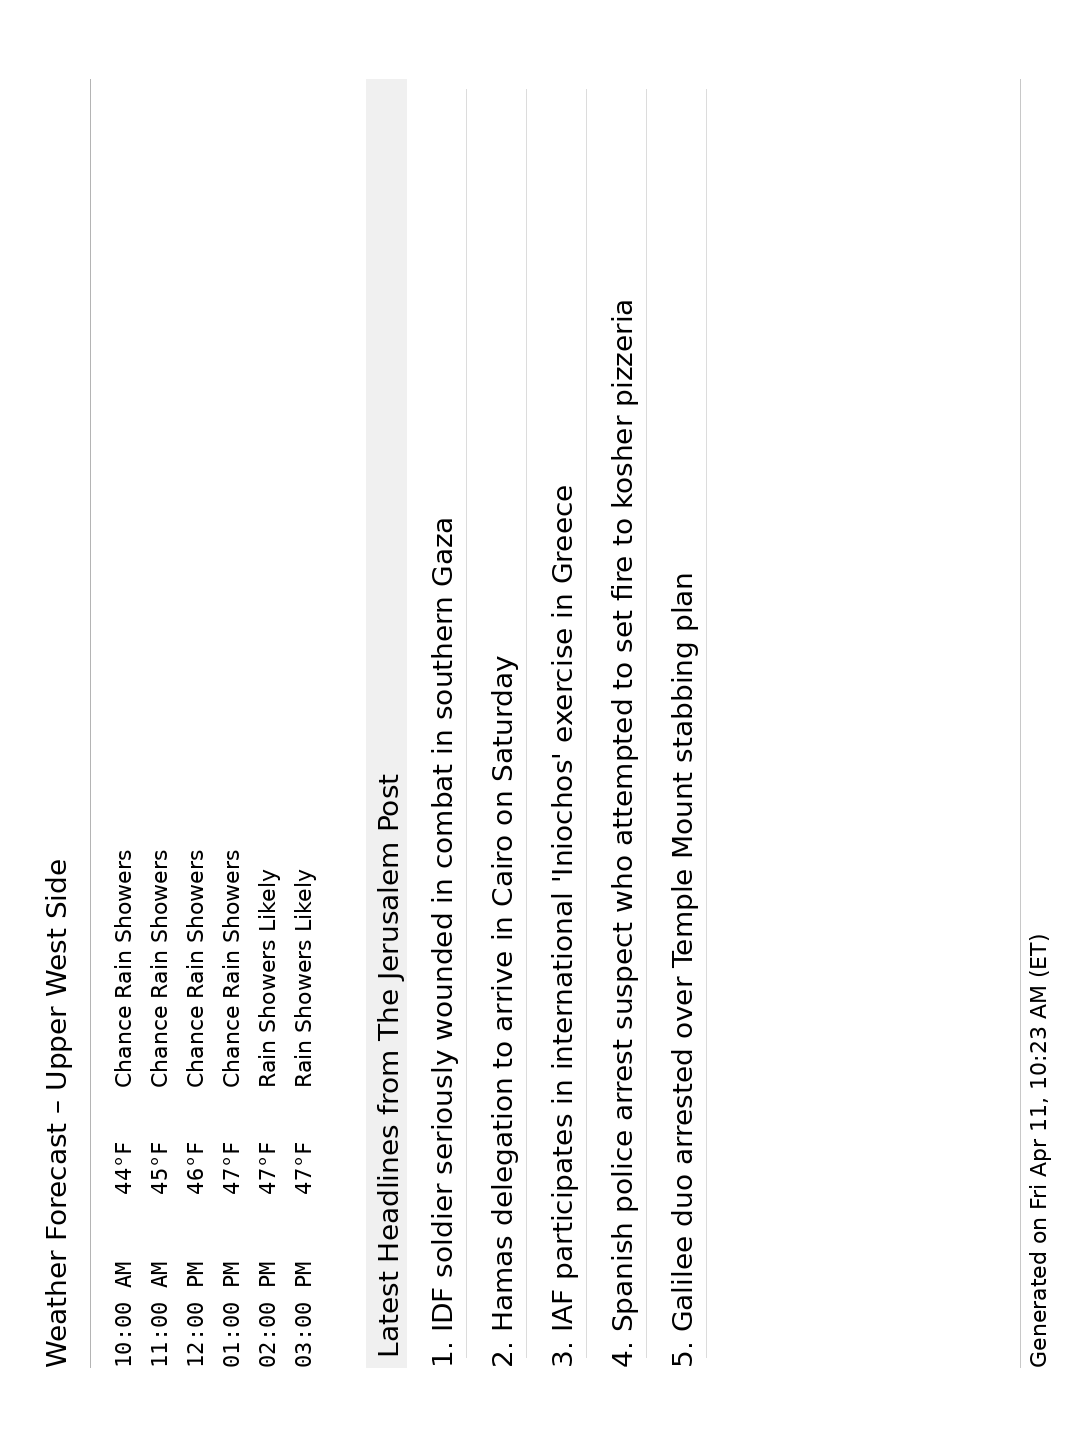 Weather Forecast – Upper West Side
10:00 AM 44°F Chance Rain Showers
11:00 AM 45°F Chance Rain Showers
12:00 PM 46°F Chance Rain Showers
01:00 PM 47°F Chance Rain Showers
02:00 PM 47°F Rain Showers Likely
03:00 PM 47°F Rain Showers Likely
Latest Headlines from The Jerusalem Post
1. IDF soldier seriously wounded in combat in southern Gaza
2. Hamas delegation to arrive in Cairo on Saturday
3. IAF participates in international 'Iniochos' exercise in Greece
4. Spanish police arrest suspect who attempted to set fire to kosher pizzeria
5. Galilee duo arrested over Temple Mount stabbing plan
Generated on Fri Apr 11, 10:23 AM (ET)